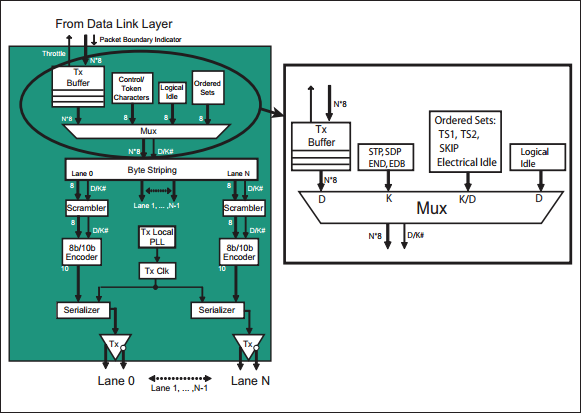 From Data Link Layer
Packet Boundary Indicator
Throttle
N*8
Tx
Buffer
Control/
Token
Characters
Logical
Idle
Ordered
Sets
N*8
8
8
8
Mux
N*8
D/K#
Byte Striping
Lane 0
Lane N
8
D/K#
Lane 1, ... ,N-1
8
D/K#
Scrambler
Scrambler
8
D/K#
8
D/K#
8b/10b
Encoder
8b/10b
Encoder
10
10
Tx Local
PLL
Tx Clk
Serializer
Serializer
Tx
Tx
Lane 0
Lane 1, ... ,N-1
Lane N
N*8
Tx
Buffer
STP, SDP
END, EDB
Ordered Sets:
TS1, TS2,
SKIP
Electrical Idle
Logical
Idle
N*8
D
K
K/D
D
Mux
N*8
D/K#